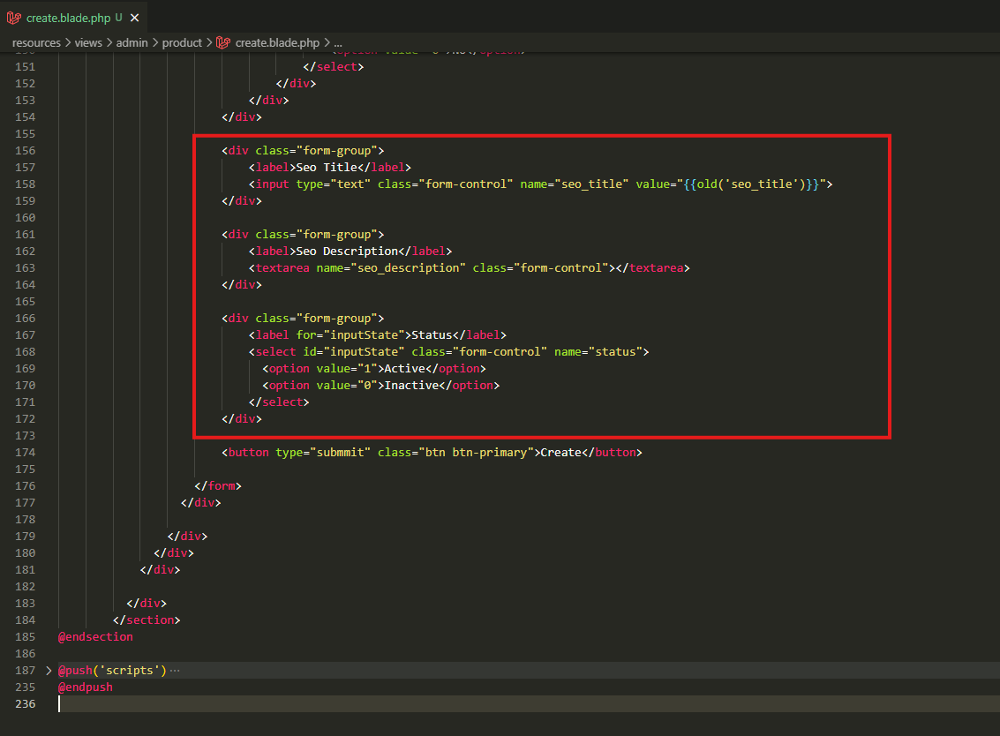 create.blade.php U ×
resources > views > admin > product > create.blade.php > ...
151 </select>
152 </div>
153 </div>
154 </div>
155
156 <div class="form-group">
157 <label>Seo Title</label>
158 <input type="text" class="form-control" name="seo_title" value="{{old('seo_title')}}">
159 </div>
160
161 <div class="form-group">
162 <label>Seo Description</label>
163 <textarea name="seo_description" class="form-control"></textarea>
164 </div>
165
166 <div class="form-group">
167 <label for="inputState">Status</label>
168 <select id="inputState" class="form-control" name="status">
169 <option value="1">Active</option>
170 <option value="0">Inactive</option>
171 </select>
172 </div>
173
174 <button type="submmit" class="btn btn-primary">Create</button>
175
176 </form>
177 </div>
178
179 </div>
180 </div>
181 </div>
182
183 </div>
184 </section>
185 @endsection
186
187 > @push('scripts') ···
235 @endpush
236